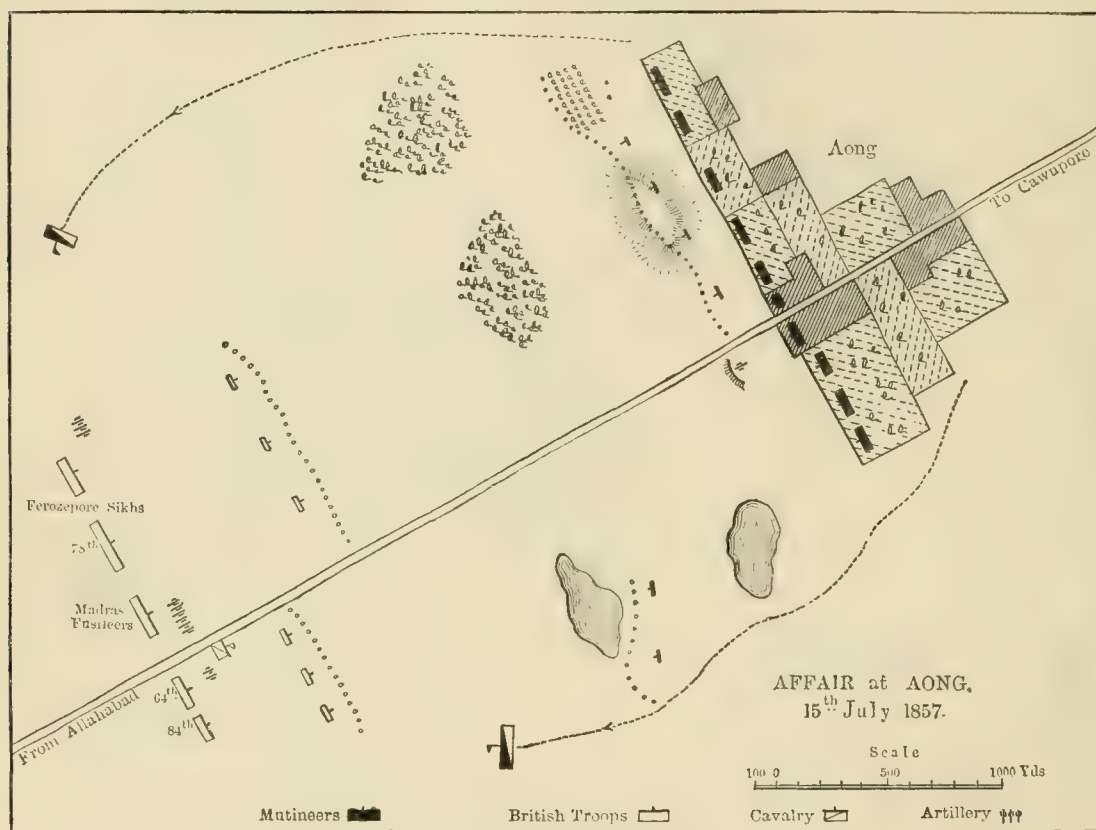 Aong
To Cawnpore
Ferozepore Sikhs
78th
Madras
Fusileers
64th
84th
From Allahabad
AFFAIR at AONG.
15th July 1857.
Scale
100 0 500 1000 Yds
Mutineers British Troops Cavalry Artillery